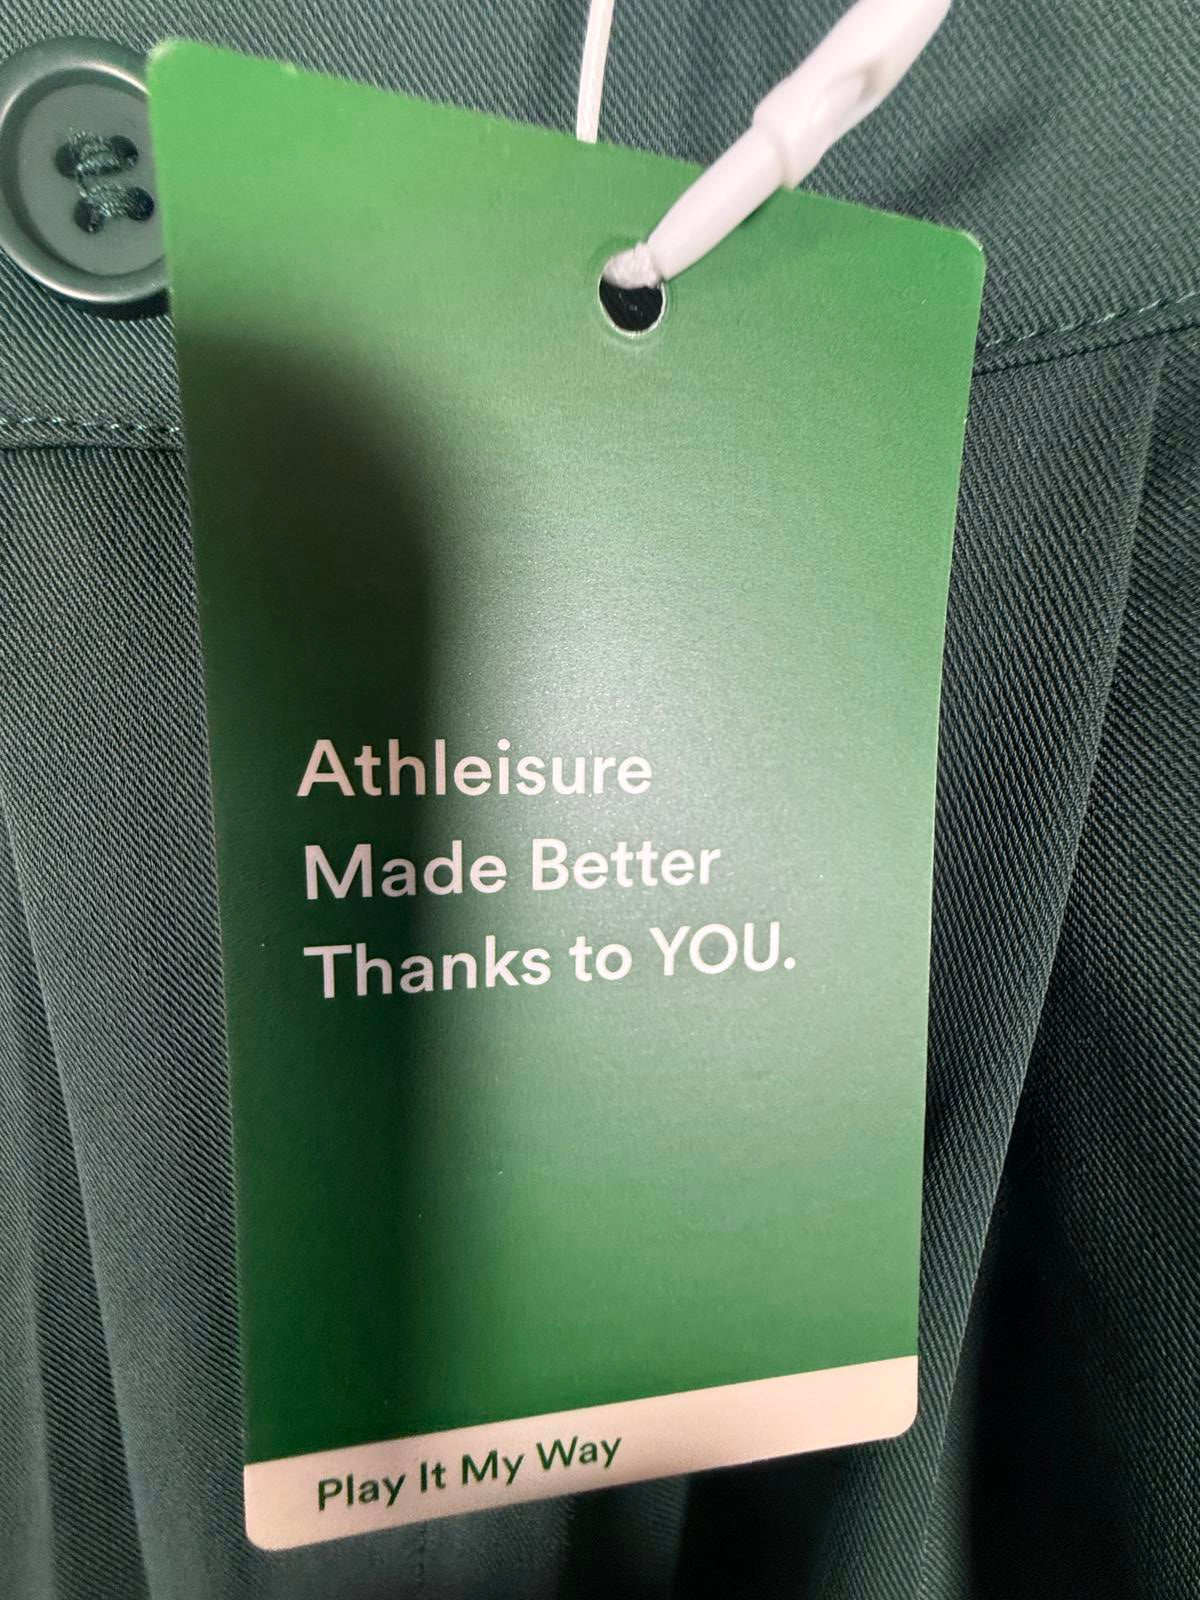 Athleisure
Made Better
Thanks to YOU.
Play It My Way